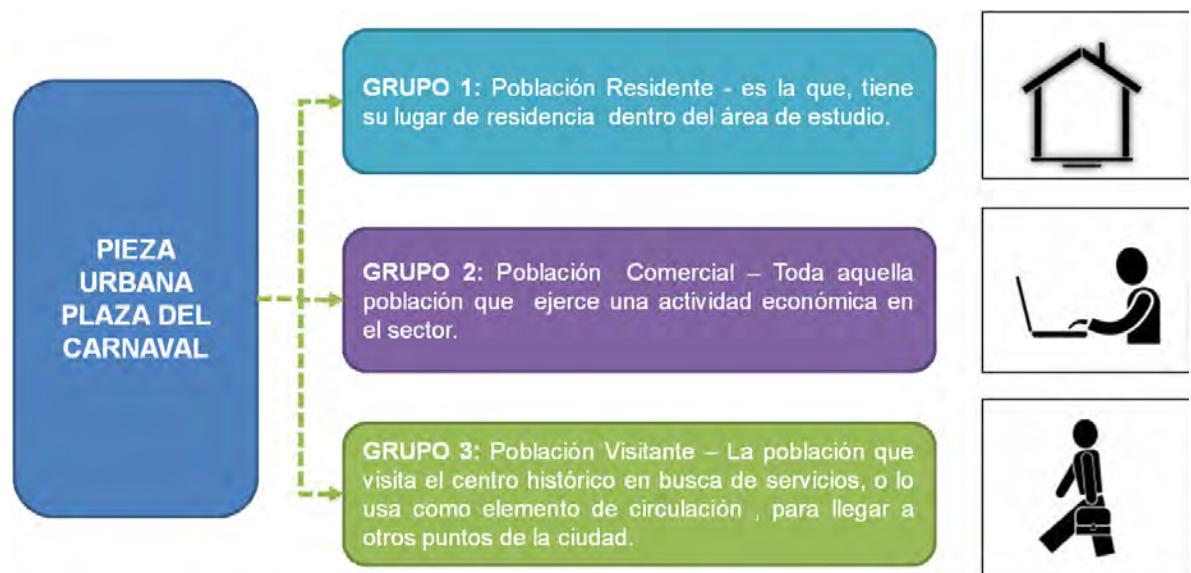 PIEZA
URBANA
PLAZA DEL
CARNAVAL
GRUPO 1: Población Residente - es la que, tiene
su lugar de residencia dentro del área de estudio.
GRUPO 2: Población Comercial – Toda aquella
población que ejerce una actividad económica en
el sector.
GRUPO 3: Población Visitante – La población que
visita el centro histórico en busca de servicios, o lo
usa como elemento de circulación , para llegar a
otros puntos de la ciudad.